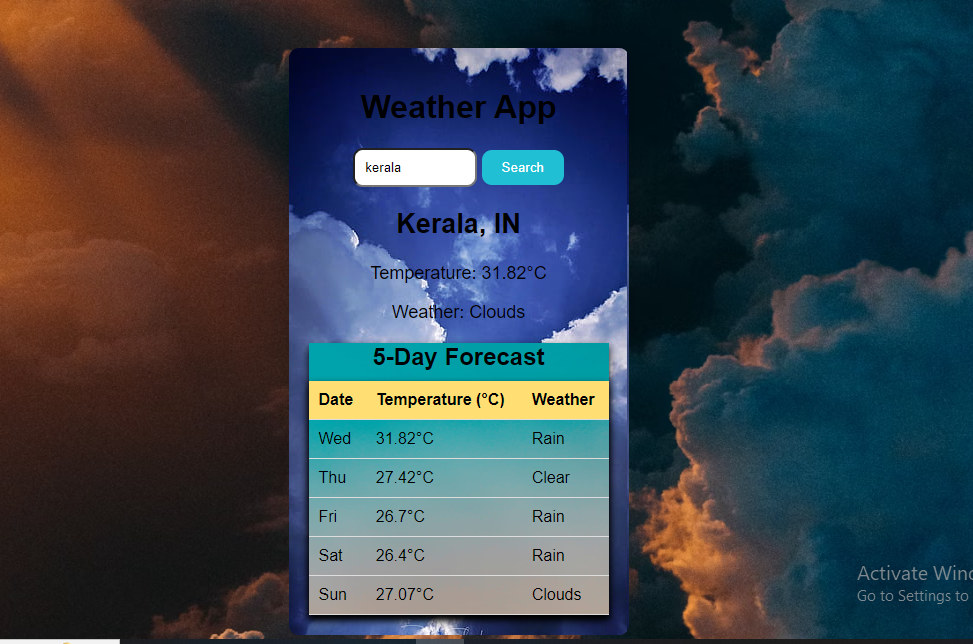 Weather App
kerala Search
Kerala, IN
Temperature: 31.82°C
Weather: Clouds
5-Day Forecast
Date Temperature (°C) Weather
Wed 31.82°C Rain
Thu 27.42°C Clear
Fri 26.7°C Rain
Sat 26.4°C Rain
Sun 27.07°C Clouds
Activate Wind
Go to Settings to